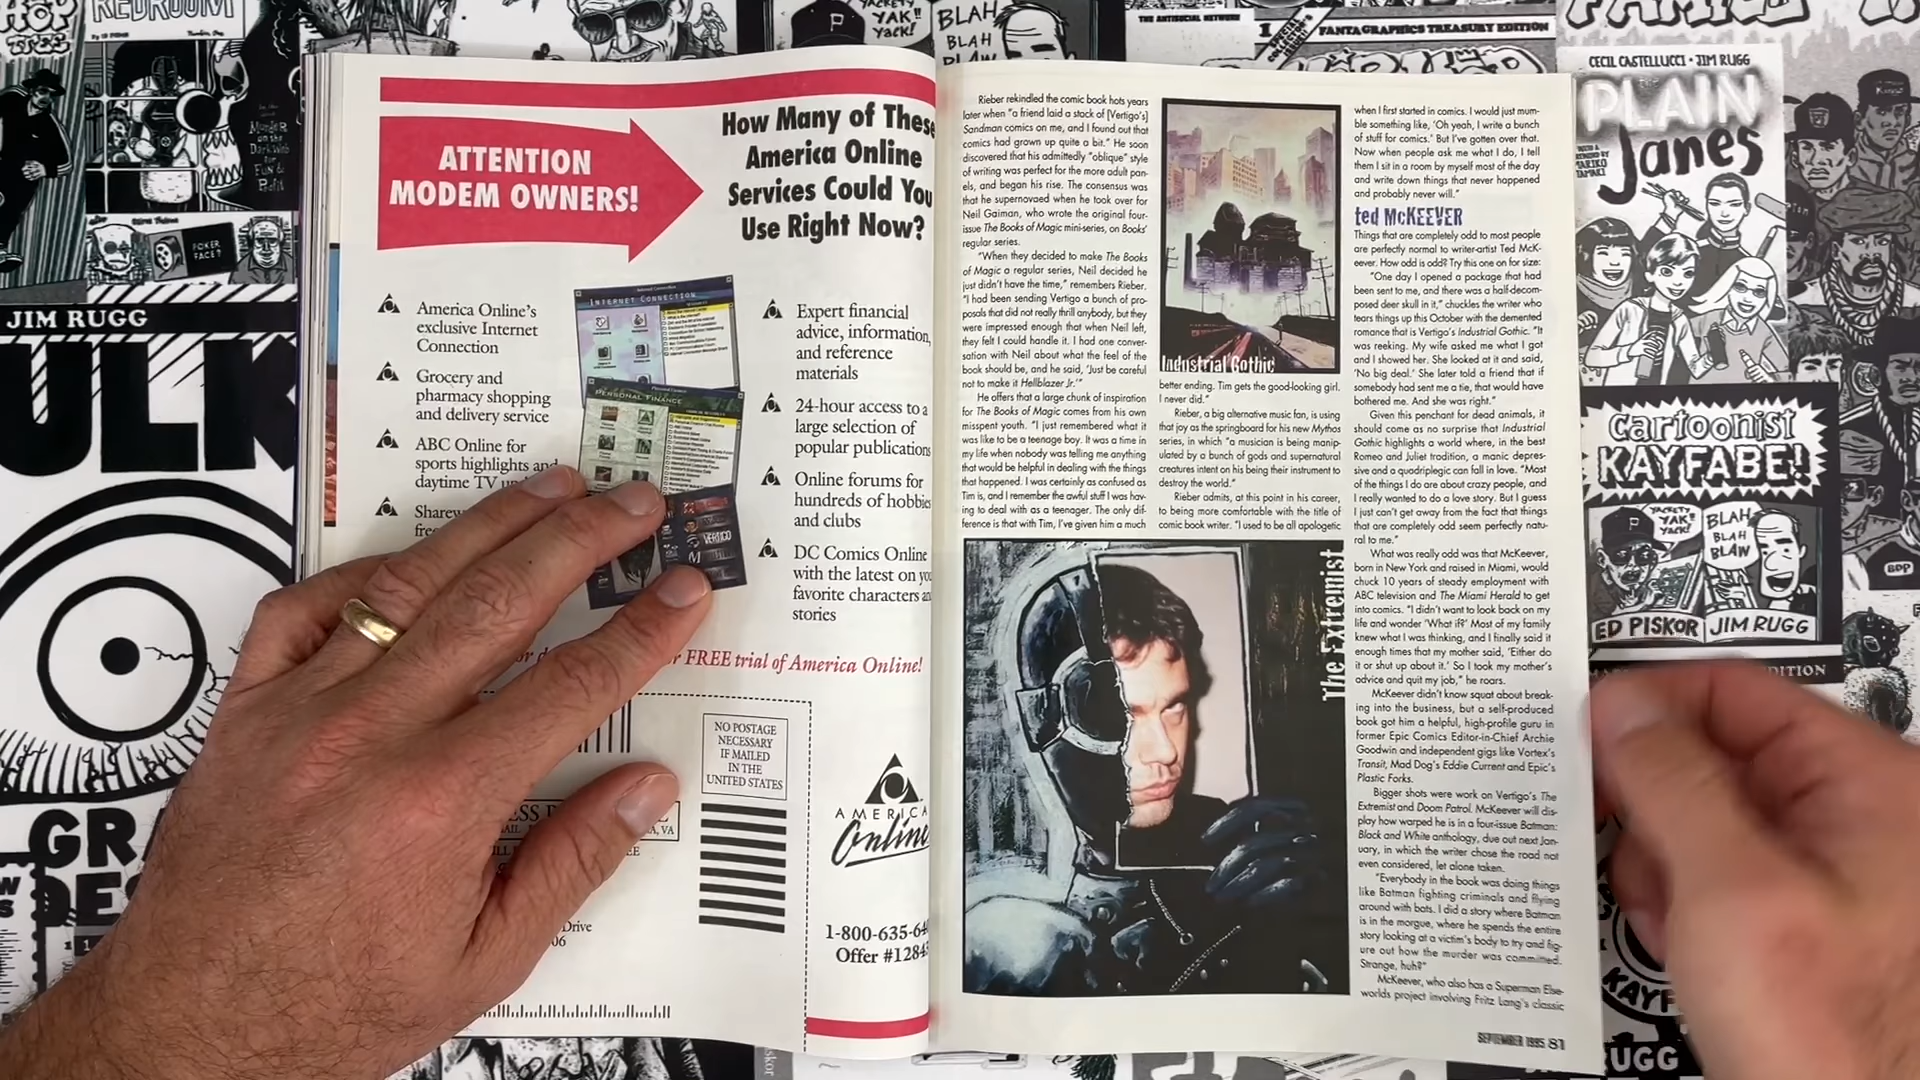 ATTENTION
MODEM OWNERS!
How Many of These
America Online
Services Could You
Use Right Now?
America Online's
exclusive Internet
Connection
Grocery and
pharmacy shopping
and delivery service
ABC Online for
sports highlights and
daytime TV
INTERNET CONNECTION
PERSONAL FINANCE
VERTIGO
Expert financial
advice, information,
and reference
materials
24-hour access to a
large selection of
popular publications
Online forums for
hundreds of hobbies
and clubs
DC Comics Online
with the latest on
favorite characters
stories
FREE trial of America Online!
NO POSTAGE
NECESSARY
IF MAILED
IN THE
UNITED STATES
AMERICA
Online
Drive
Rieber rekindled the comic book hots years
later when "a friend laid a stack of [Vertigo's]
Sandman comics on me, and I found out that
comics had grown up quite a bit." He soon
discovered that his admittedly "oblique" style
of writing was perfect for the more adult pan-
els, and began his rise. The consensus was
that he supernovaed when he took over for
Neil Gaiman, who wrote the original four-
issue The Books of Magic mini-series, on Books'
regular series.
"When they decided to make The Books
of Magic a regular series, Neil decided he
just didn't have the time," remembers Rieber.
"I had been sending Vertigo a bunch of pro-
posals that did not really thrill anybody, but they
were impressed enough that when Neil left,
they felt I could handle it. I had one conver-
sation with Neil about what the feel of the
book should be, and he said, 'Just be careful
not to make it Hellblazer Jr.'"
He offers that a large chunk of inspiration
for The Books of Magic comes from his own
misspent youth. "I just remembered what it
was like to be a teenage boy. It was a time in
my life when nobody was telling me anything
that would be helpful in dealing with the things
that happened. I was certainly as confused as
Tim is, and I remember the awful stuff I was hav-
ing to deal with as a teenager. The only dif-
ference is that with Tim, I've given him a much
Industrial Gothic
better ending. Tim gets the good-looking girl.
I never did."
Rieber, a big alternative music fan, is using
that joy as the springboard for his new Mythos
series, in which "a musician is being manip-
ulated by a bunch of gods and supernatural
creatures intent on his being their instrument to
destroy the world."
Rieber admits, at this point in his career,
to being more comfortable with the title of
comic book writer. "I used to be all apologetic
The Extremist
when I first started in comics. I would just mum-
ble something like, 'Oh yeah, I write a bunch
of stuff for comics.' But I've gotten over that.
Now when people ask me what I do, I tell
them I sit in a room by myself most of the day
and write down things that never happened
and probably never will."
ted McKEEVER
Things that are completely odd to most people
are perfectly normal to writer-artist Ted McK-
eever. How odd is odd? Try this one on for size:
"One day I opened a package that had
been sent to me, and there was a half-decom-
posed deer skull in it," chuckles the writer who
tears things up this October with the demented
romance that is Vertigo's Industrial Gothic. "It
was reeking. My wife asked me what I got
and I showed her. She looked at it and said,
'No big deal.' She later told a friend that if
somebody had sent me a tie, that would have
bothered me. And she was right."
Given this penchant for dead animals, it
should come as no surprise that Industrial
Gothic highlights a world where, in the best
Romeo and Juliet tradition, a manic depres-
sive and a quadriplegic can fall in love. "Most
of the things I do are about crazy people, and
I really wanted to do a love story. But I guess
I just can't get away from the fact that things
that are completely odd seem perfectly natu-
ral to me."
What was really odd was that McKeever,
born in New York and raised in Miami, would
chuck 10 years of steady employment with
ABC television and The Miami Herald to get
into comics. "I didn't want to look back on my
life and wonder 'What if?' Most of my family
knew what I was thinking, and I finally said it
enough times that my mother said, 'Either do
it or shut up about it.' So I took my mother's
advice and quit my job," he roars.
McKeever didn't know squat about break-
ing into the business, but a self-produced
book got him a helpful, high-profile guru in
former Epic Comics Editor-in-Chief Archie
Goodwin and independent gigs like Vortex's
Transit, Mad Dog's Eddie Current and Epic's
Plastic Forks.
Bigger shots were work on Vertigo's The
Extremist and Doom Patrol. McKeever will dis-
play how warped he is in a four-issue Batman:
Black and White anthology, due out next Jan-
uary, in which the writer chose the road not
even considered, let alone taken.
"Everybody in the book was doing things
like Batman fighting criminals and flying
around with bats. I did a story where Batman
is in the morgue, where he spends the entire
story looking at a victim's body to try and fig-
ure out how the murder was committed.
Strange, huh?"
McKeever, who also has a Superman Else-
worlds project involving Fritz Lang's classic
SEPTEMBER 1995 81
JIM RUGG
REDROOM
YAK!!
YACK!
BLAH
BLAH
BLAW
THE ANTISOCIAL NETWORK
FANTAGRAPHICS TREASURY EDITION
CECIL CASTELLUCCI • JIM RUGG
PLAIN
Janes
Cartoonist
KAYFABE!
YAK!!
YACK!
BLAH
BLAH
BLAW
ED PISKOR
JIM RUGG
BDP
POKER
FACE?